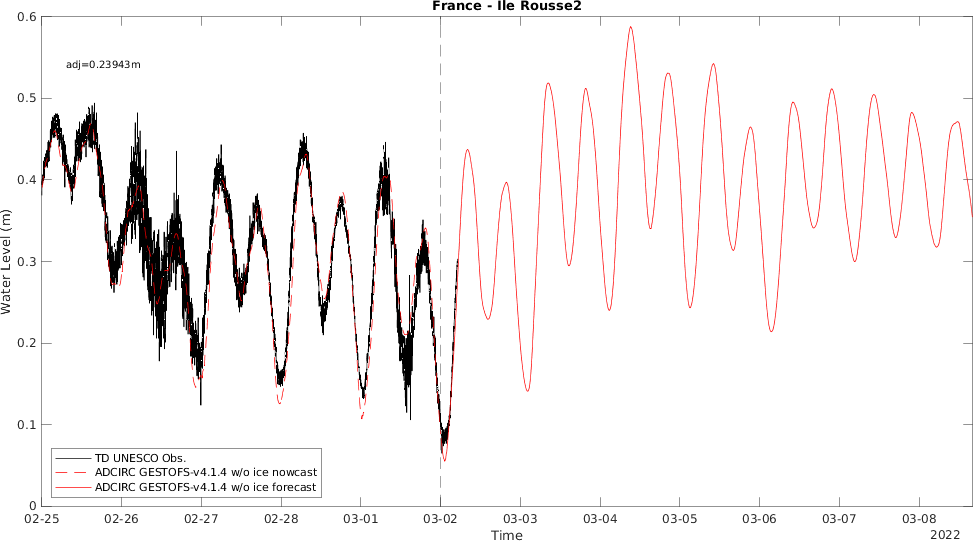 France - Ile Rousse2
adj=0.23943m
Water Level (m)
0.6
0.5
0.4
0.3
0.2
0.1
0
TD UNESCO Obs.
ADCIRC GESTOFS-v4.1.4 w/o ice nowcast
ADCIRC GESTOFS-v4.1.4 w/o ice forecast
02-25 02-26 02-27 02-28 03-01 03-02 03-03 03-04 03-05 03-06 03-07 03-08
2022
Time